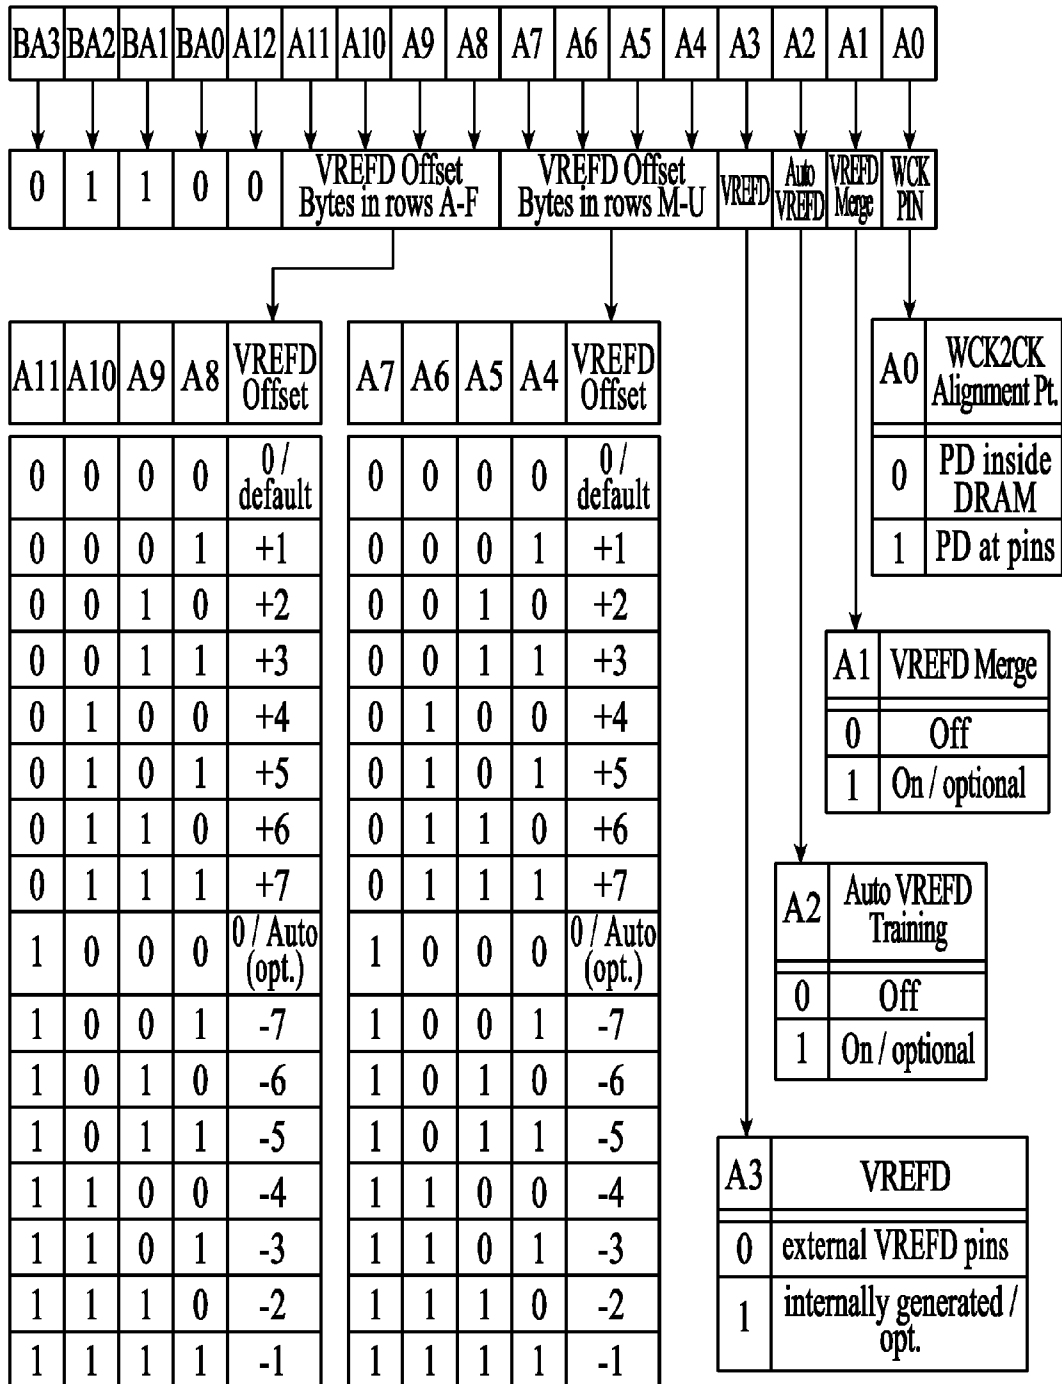 BA3 BA2 BA1 BA0 A12 A11 A10 A9 A8 A7 A6 A5 A4 A3 A2 A1 A0
0 1 1 0 0
VREFD Offset
Bytes in rows A-F
VREFD Offset
Bytes in rows M-U
VREFD
Auto
VREFD
VREFD
Merge
WCK
PIN
A11 A10 A9 A8 VREFD
Offset
0 0 0 0 0 /
default
0 0 0 1 +1
0 0 1 0 +2
0 0 1 1 +3
0 1 0 0 +4
0 1 0 1 +5
0 1 1 0 +6
0 1 1 1 +7
1 0 0 0 0 / Auto
(opt.)
1 0 0 1 -7
1 0 1 0 -6
1 0 1 1 -5
1 1 0 0 -4
1 1 0 1 -3
1 1 1 0 -2
1 1 1 1 -1
A7 A6 A5 A4 VREFD
Offset
0 0 0 0 0 /
default
0 0 0 1 +1
0 0 1 0 +2
0 0 1 1 +3
0 1 0 0 +4
0 1 0 1 +5
0 1 1 0 +6
0 1 1 1 +7
1 0 0 0 0 / Auto
(opt.)
1 0 0 1 -7
1 0 1 0 -6
1 0 1 1 -5
1 1 0 0 -4
1 1 0 1 -3
1 1 1 0 -2
1 1 1 1 -1
A0 WCK2CK
Alignment Pt.
0 PD inside
DRAM
1 PD at pins
A1 VREFD Merge
0 Off
1 On / optional
A2 Auto VREFD
Training
0 Off
1 On / optional
A3 VREFD
0 external VREFD pins
1 internally generated /
opt.